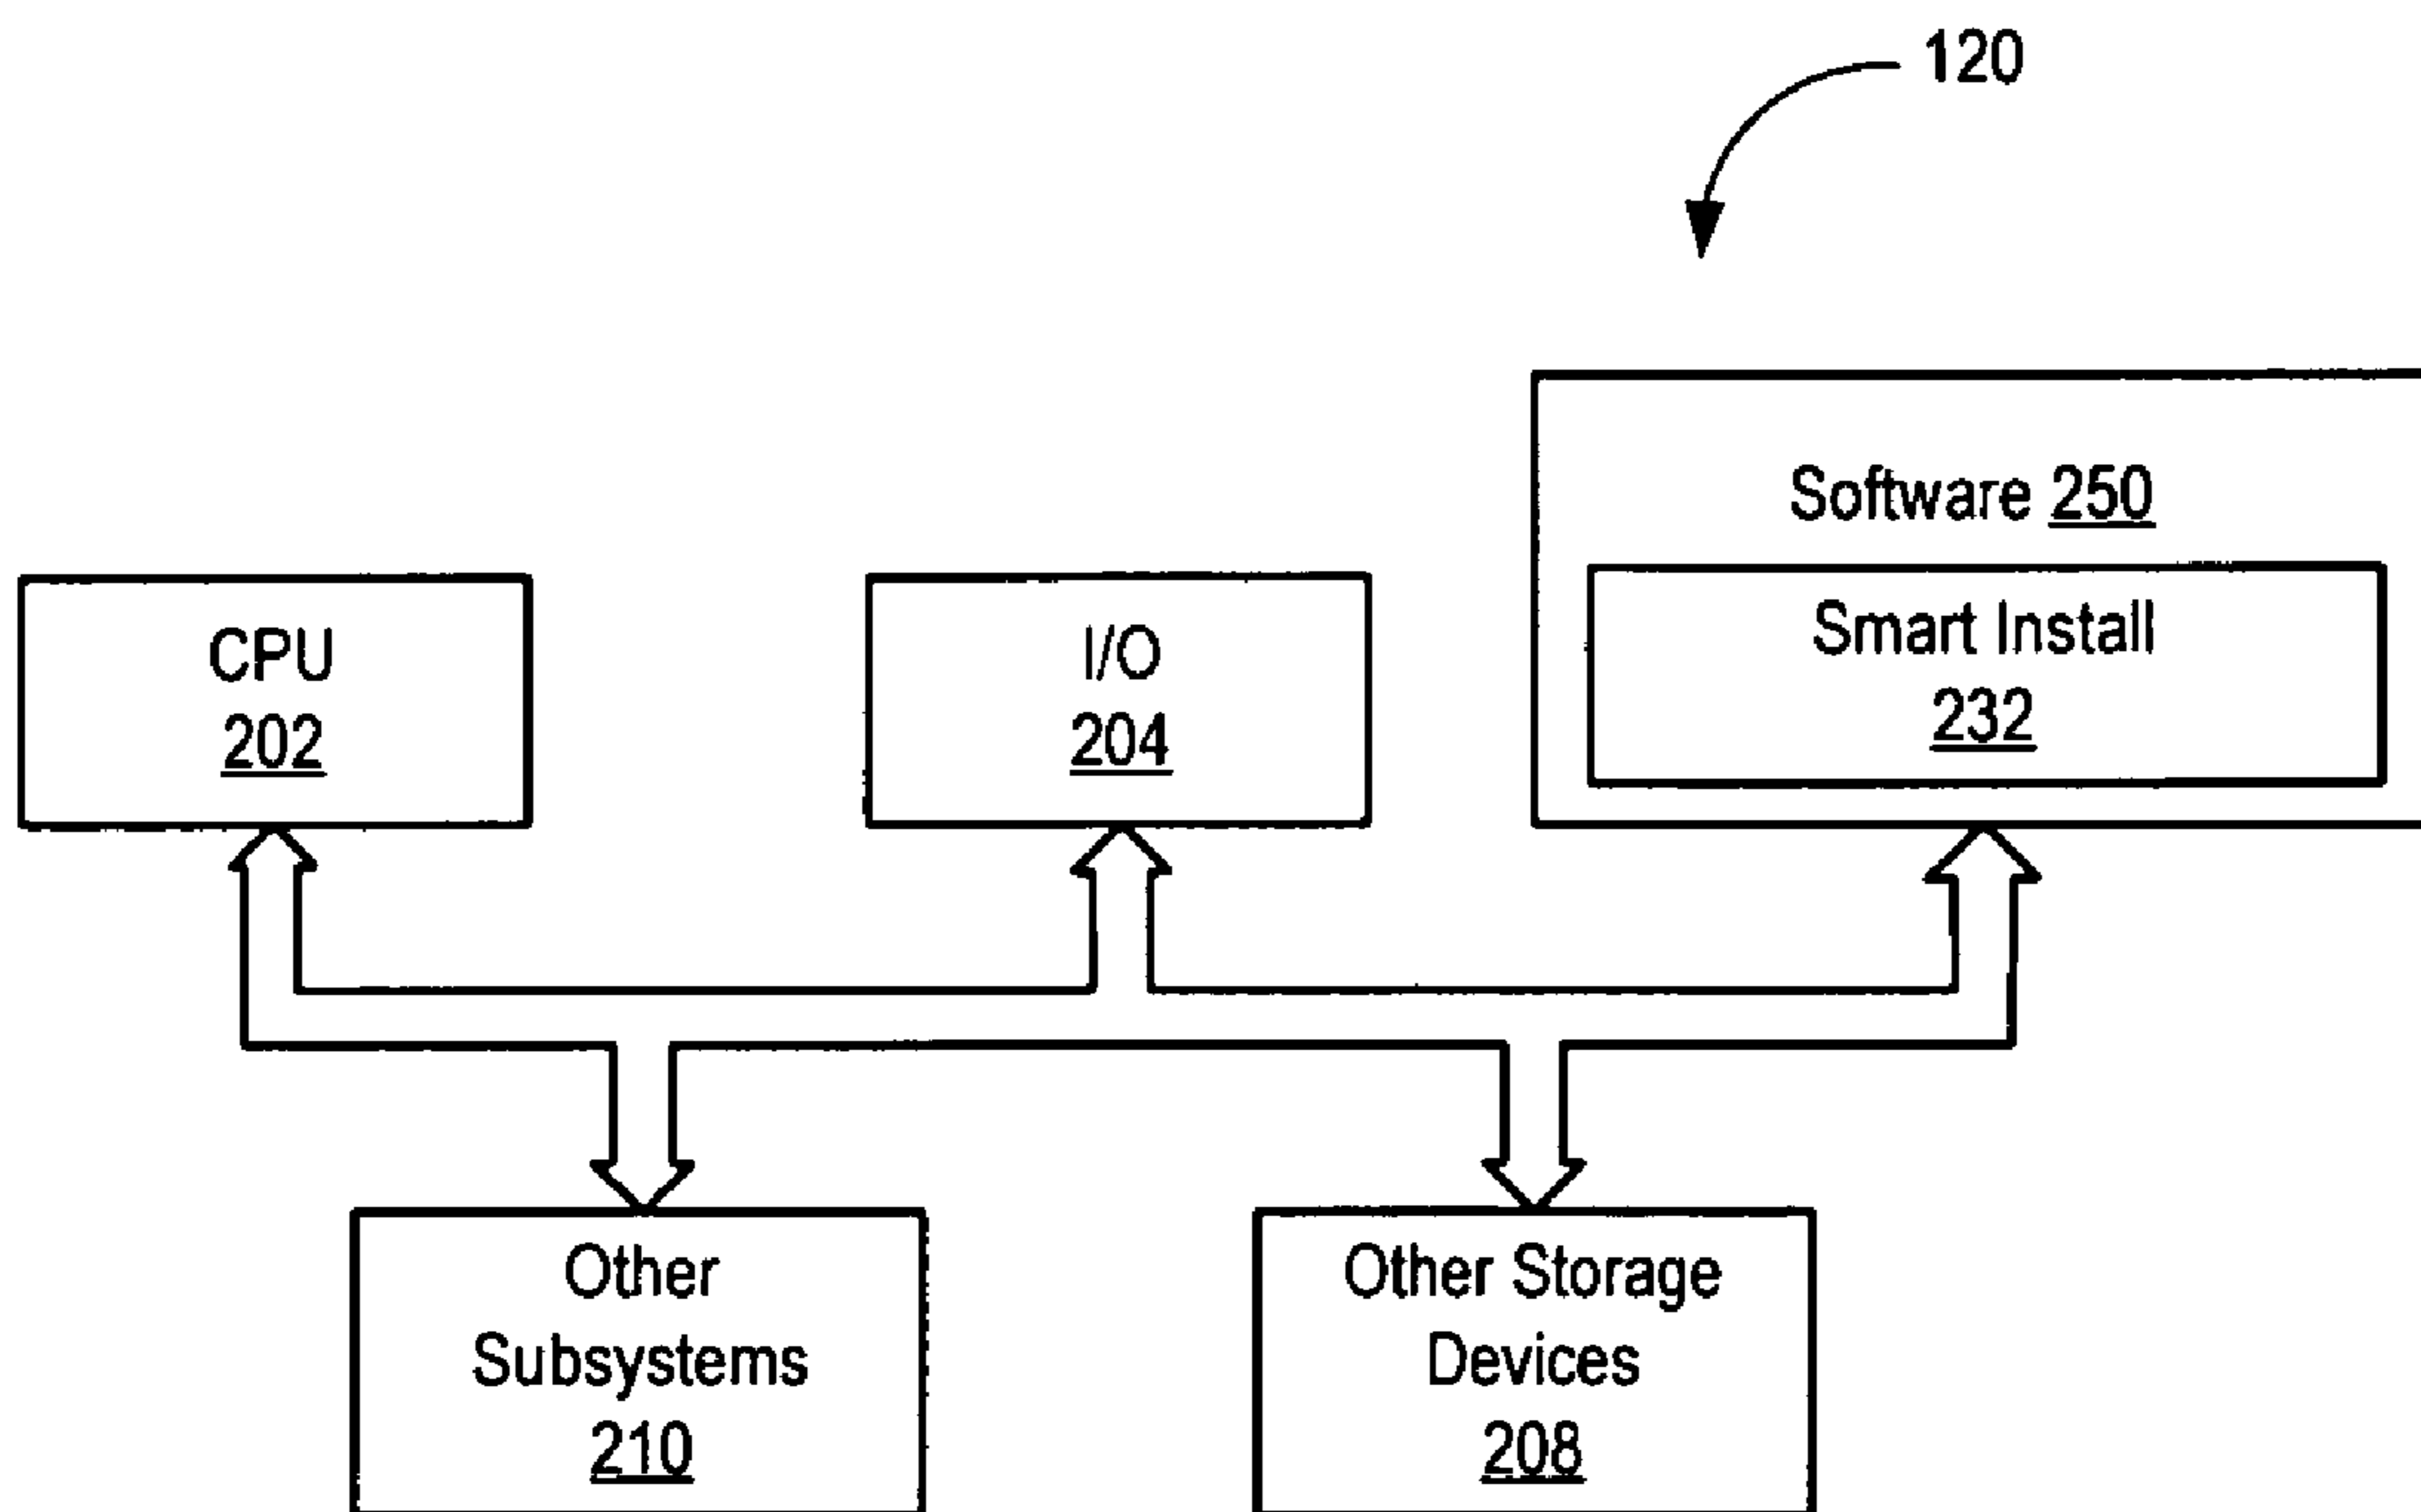 120
Software 250
CPU
202
I/O
204
Smart Install
232
Other
Subsystems
210
Other Storage
Devices
208